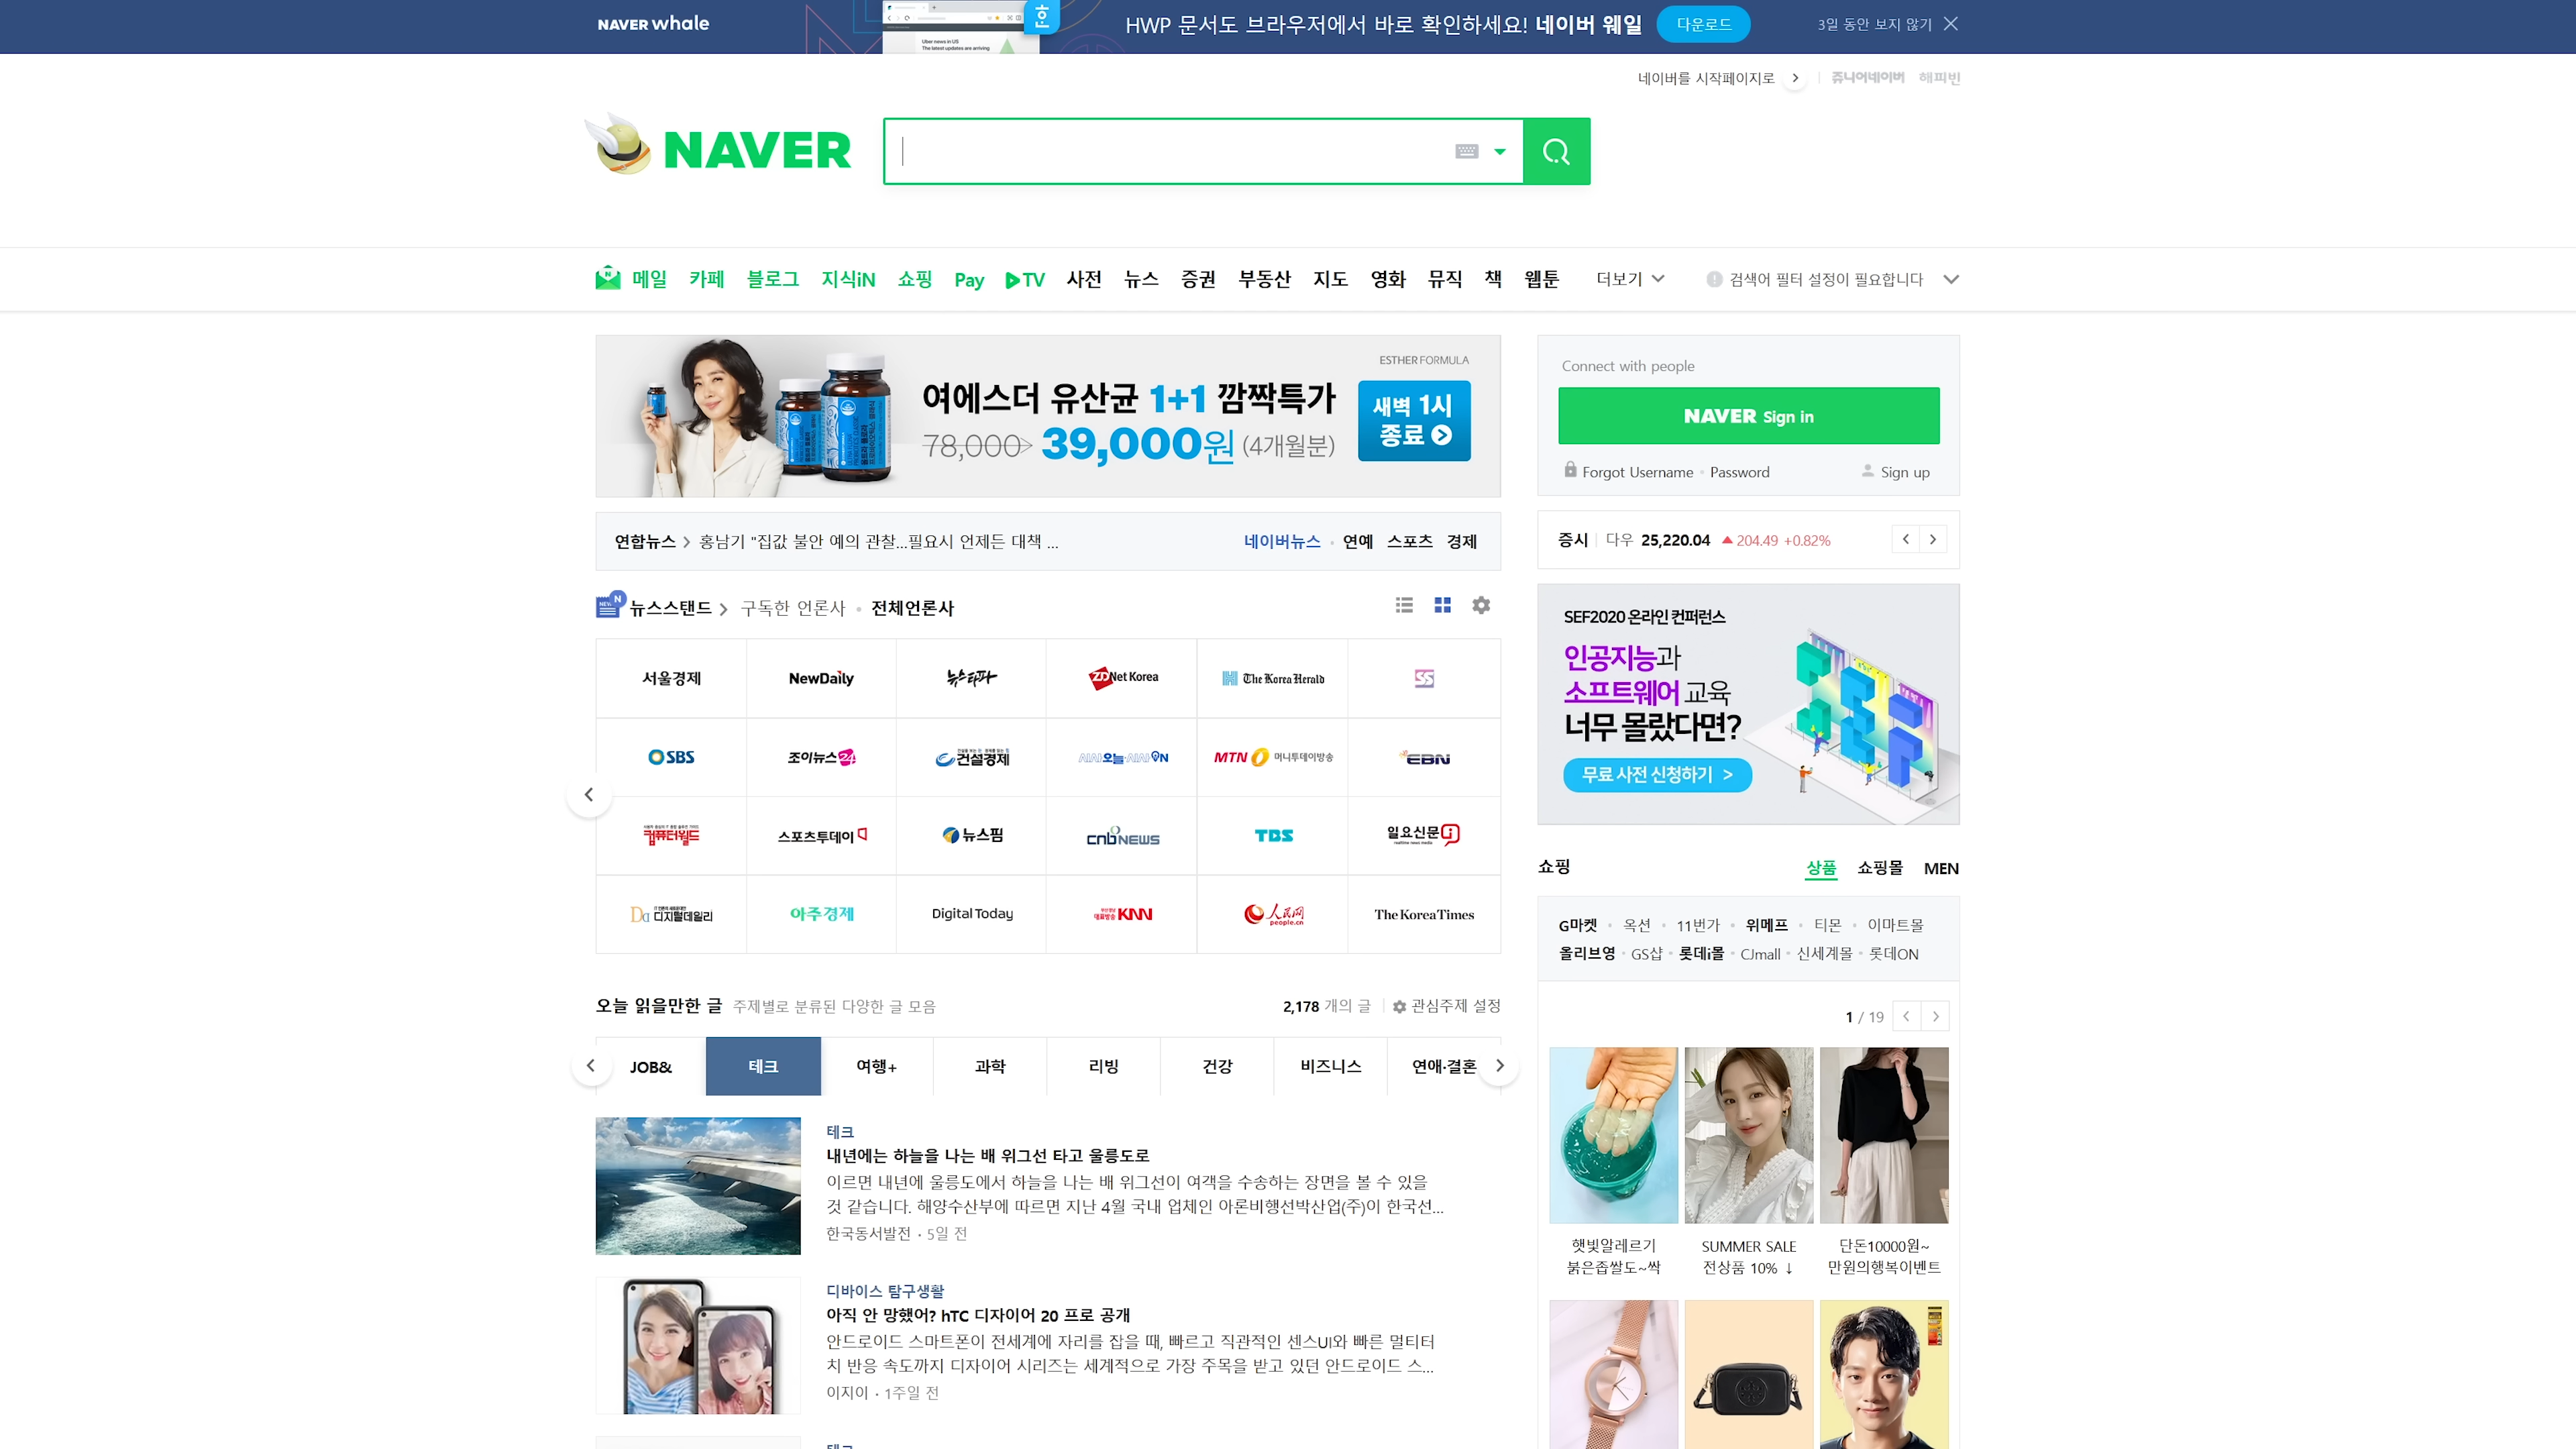 NAVER whale
Uber news in US
The latest updates are arriving
HWP 문서도 브라우저에서 바로 확인하세요! 네이버 웨일
다운로드
3일 동안 보지 않기
네이버를 시작페이지로
쥬니어네이버 해피빈
NAVER
메일 카페 블로그 지식iN 쇼핑 Pay TV 사전 뉴스 증권 부동산 지도 영화 뮤직 책 웹툰 더보기
검색어 필터 설정이 필요합니다
ESTHER FORMULA
여에스더 유산균 1+1 깜짝특가
78,000 > 39,000원 (4개월분)
새벽 1시
종료
Connect with people
NAVER Sign in
Forgot Username Password Sign up
연합뉴스 > 홍남기 "집값 불안 예의 관찰...필요시 언제든 대책 ...
네이버뉴스 연예 스포츠 경제
증시 다우 25,220.04 204.49 +0.82%
뉴스스탠드 > 구독한 언론사 전체언론사
서울경제 NewDaily 뉴스타파 ZDNet Korea The Korea Herald SS
SBS 조이뉴스24 건설경제 MTN 머니투데이방송 EBN
컴퓨터월드 스포츠투데이 뉴스핌 cnbNEWS TBS 일요신문
디지털데일리 아주경제 Digital Today KNN 人民网 people.cn The Korea Times
SEF2020 온라인 컨퍼런스
인공지능과
소프트웨어 교육
너무 몰랐다면?
무료 사전 신청하기 >
쇼핑 상품 쇼핑몰 MEN
G마켓 옥션 11번가 위메프 티몬 이마트몰
올리브영 GS샵 롯데i몰 CJmall 신세계몰 롯데ON
1 / 19
햇빛알레르기
붉은좁쌀도~싹
SUMMER SALE
전상품 10% ↓
단돈10000원~
만원의행복이벤트
오늘 읽을만한 글 주제별로 분류된 다양한 글 모음
2,178 개의 글 관심주제 설정
JOB& 테크 여행+ 과학 리빙 건강 비즈니스 연애·결혼
테크
내년에는 하늘을 나는 배 위그선 타고 울릉도로
이르면 내년에 울릉도에서 하늘을 나는 배 위그선이 여객을 수송하는 장면을 볼 수 있을
것 같습니다. 해양수산부에 따르면 지난 4월 국내 업체인 아론비행선박산업(주)이 한국선...
한국동서발전 · 5일 전
디바이스 탐구생활
아직 안 망했어? hTC 디자이어 20 프로 공개
안드로이드 스마트폰이 전세계에 자리를 잡을 때, 빠르고 직관적인 센스UI와 빠른 멀티터
치 반응 속도까지 디자이어 시리즈는 세계적으로 가장 주목을 받고 있던 안드로이드 스...
이지이 · 1주일 전